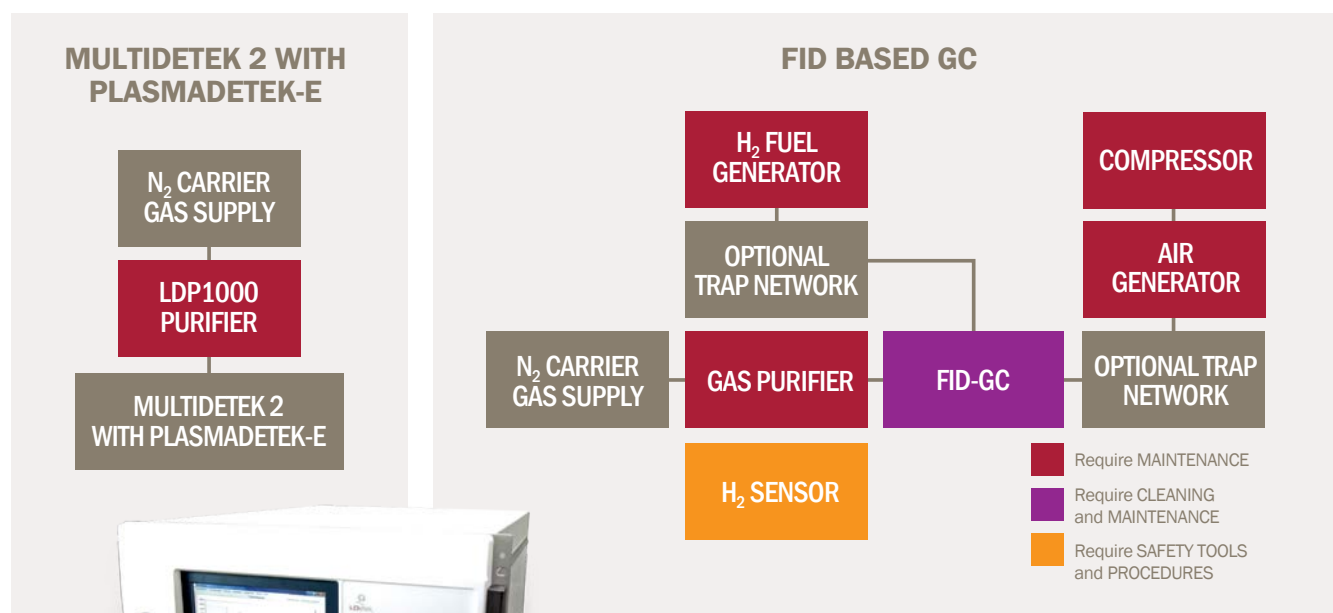 MULTIDETEK 2 WITH
PLASMADETEK-E
N₂ CARRIER
GAS SUPPLY
LDP1000
PURIFIER
MULTIDETEK 2
WITH PLASMADETEK-E
FID BASED GC
H₂ FUEL
GENERATOR
COMPRESSOR
OPTIONAL
TRAP NETWORK
AIR
GENERATOR
N₂ CARRIER
GAS SUPPLY
GAS PURIFIER
FID-GC
OPTIONAL TRAP
NETWORK
H₂ SENSOR
Require MAINTENANCE
Require CLEANING
and MAINTENANCE
Require SAFETY TOOLS
and PROCEDURES